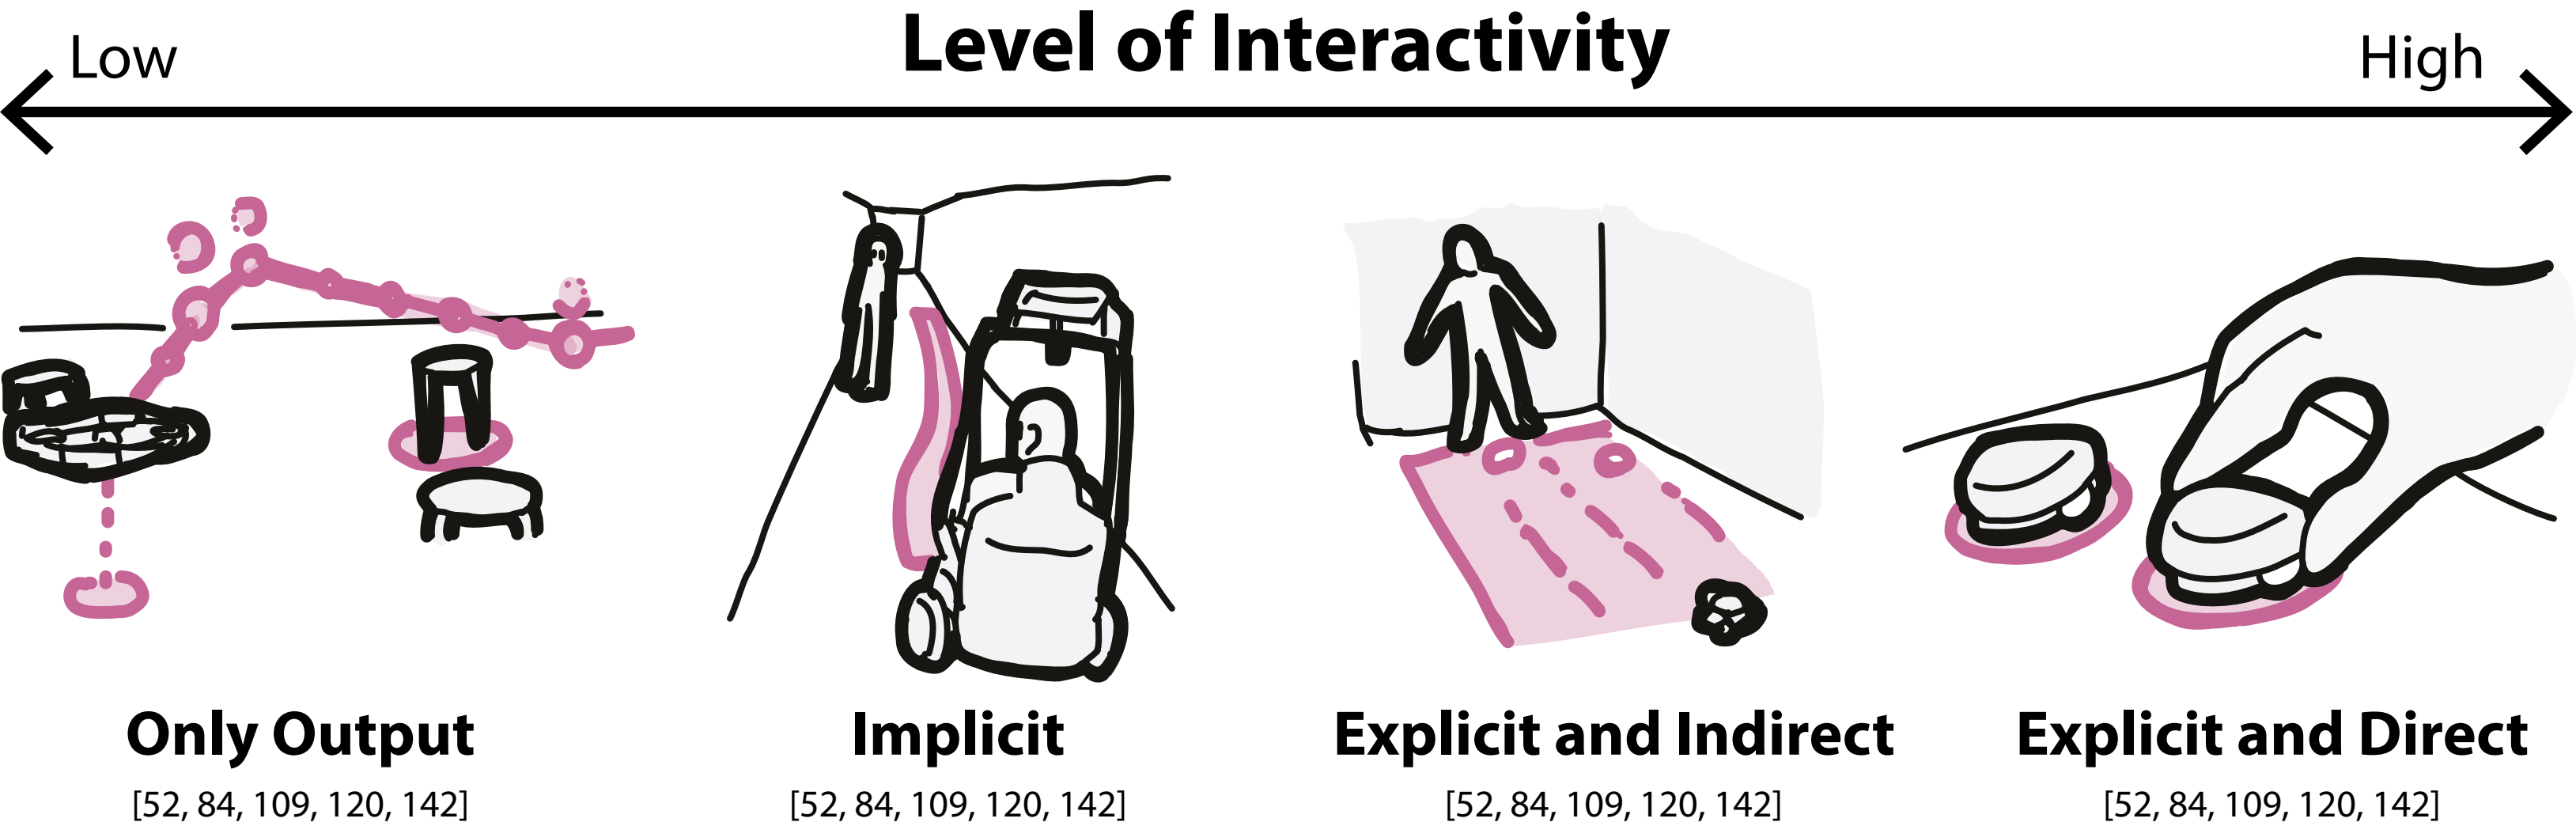 Level of Interactivity
Low
High
Only Output
Implicit
Explicit and Indirect
Explicit and Direct
[52, 84, 109, 120, 142]
[52, 84, 109, 120, 142]
[52, 84, 109, 120, 142]
[52, 84, 109, 120, 142]